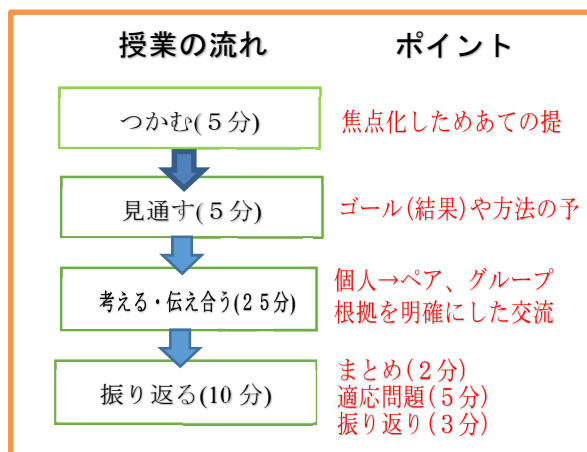 授業の流れ ポイント
つかむ(５分) 焦点化しためあての提
見通す(５分) ゴール(結果)や方法の予
考える・伝え合う(２５分) 個人→ペア、グループ
根拠を明確にした交流
振り返る(10分) まとめ(２分)
適応問題(５分)
振り返り(３分)